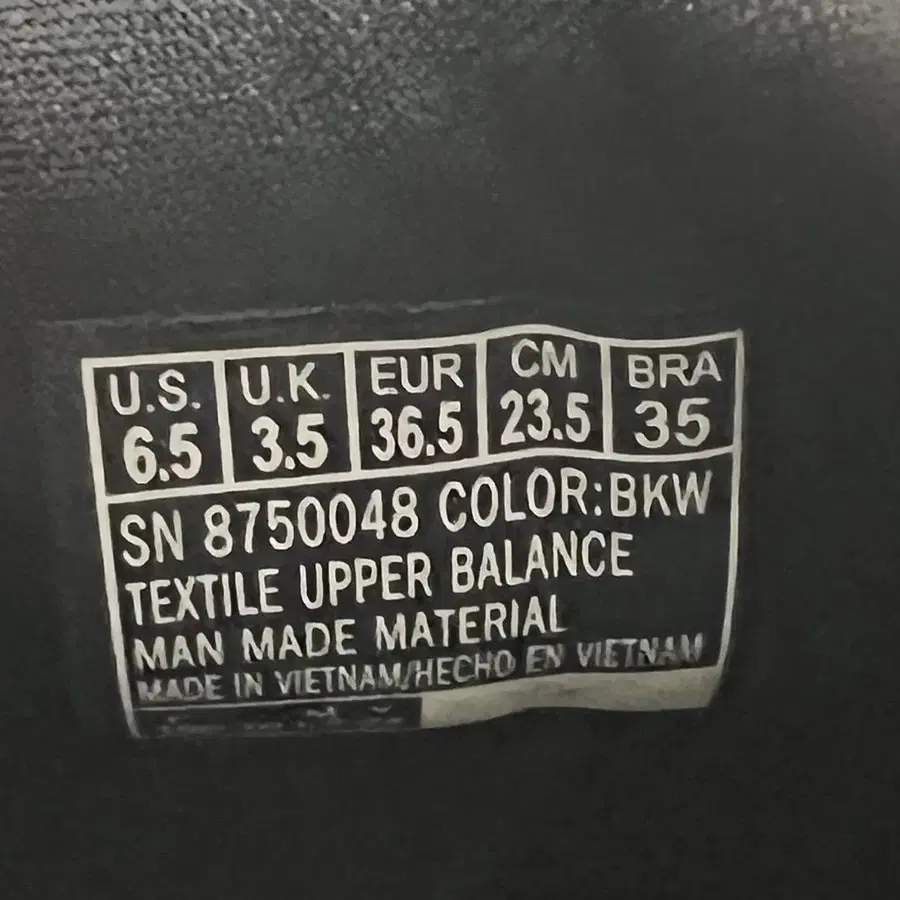 U.S. U.K. EUR CM BRA
6.5 3.5 36.5 23.5 35
SN 8750048 COLOR:BKW
TEXTILE UPPER BALANCE
MAN MADE MATERIAL
MADE IN VIETNAM/HECHO EN VIETNAM